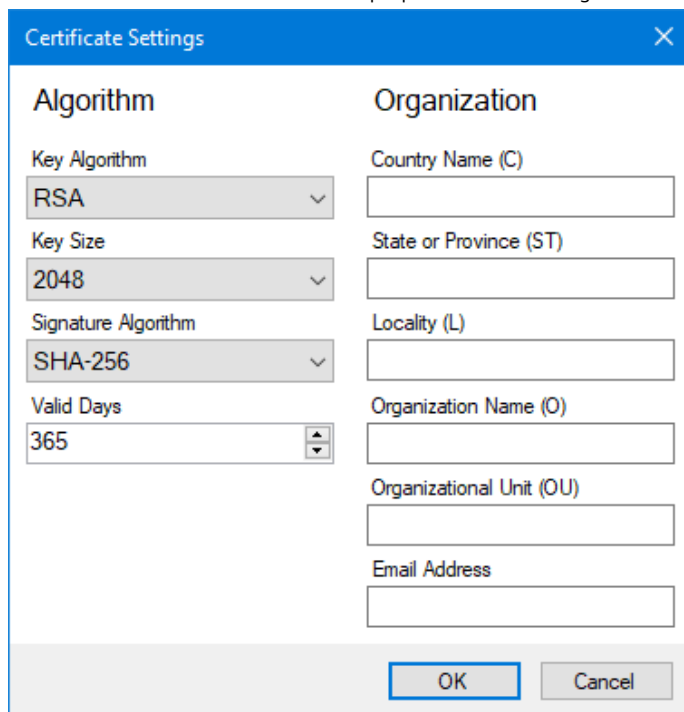 Certificate Settings
Algorithm
Key Algorithm
RSA
Key Size
2048
Signature Algorithm
SHA-256
Valid Days
365
Organization
Country Name (C)
State or Province (ST)
Locality (L)
Organization Name (O)
Organizational Unit (OU)
Email Address
OK
Cancel